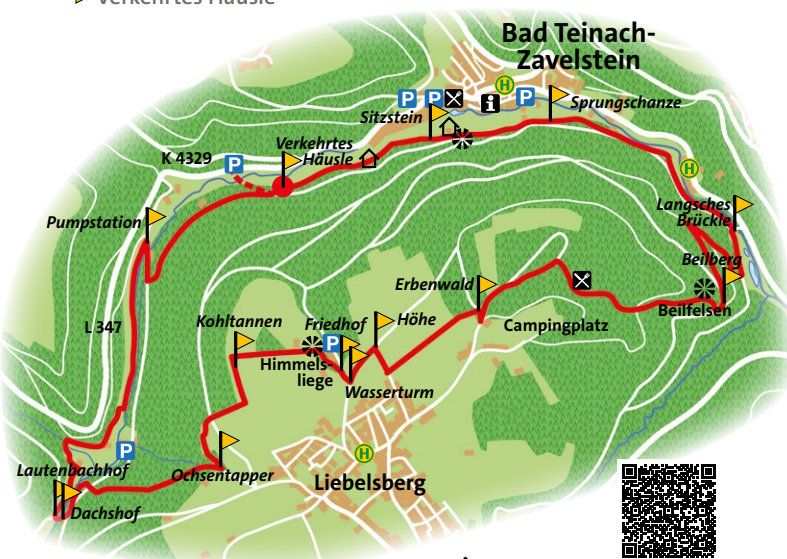 Verkehrtes Häusle
Bad Teinach-
Zavelstein
H
P
P
i
P
Sprungschanze
Sitzstein
Verkehrtes
Häusle
K 4329
P
H
Langsches
Brückle
Pumpstation
Beilberg
Erbenwald
Beilfelsen
L 347
Kohltannen
Friedhof
Höhe
Campingplatz
P
Himmels-
liege
Wasserturm
P
H
Lautenbachhof
Ochsentapper
Liebelsberg
Dachshof